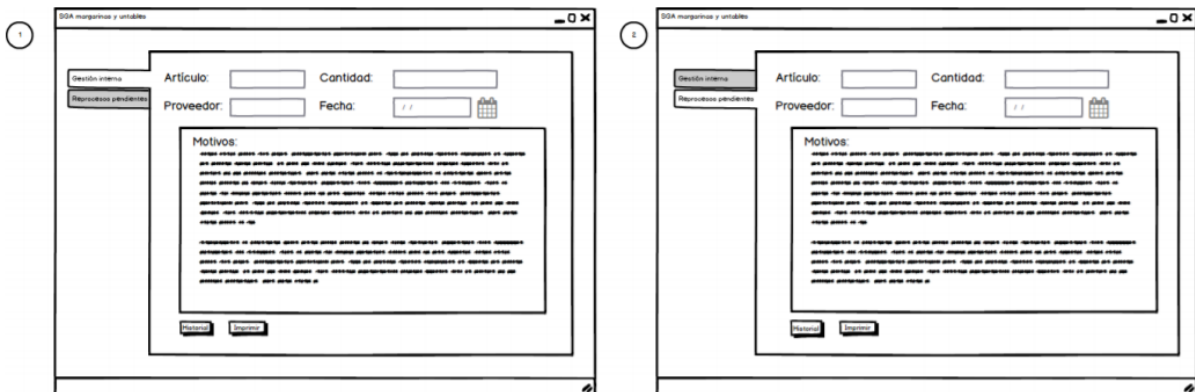 1
SGA margarinas y untables
Gestión interna
Reprocesos pendientes
Artículo:
Cantidad:
Proveedor:
Fecha:
/ /
Motivos:
Historial
Imprimir
2
SGA margarinas y untables
Gestión interna
Reprocesos pendientes
Artículo:
Cantidad:
Proveedor:
Fecha:
/ /
Motivos:
Historial
Imprimir